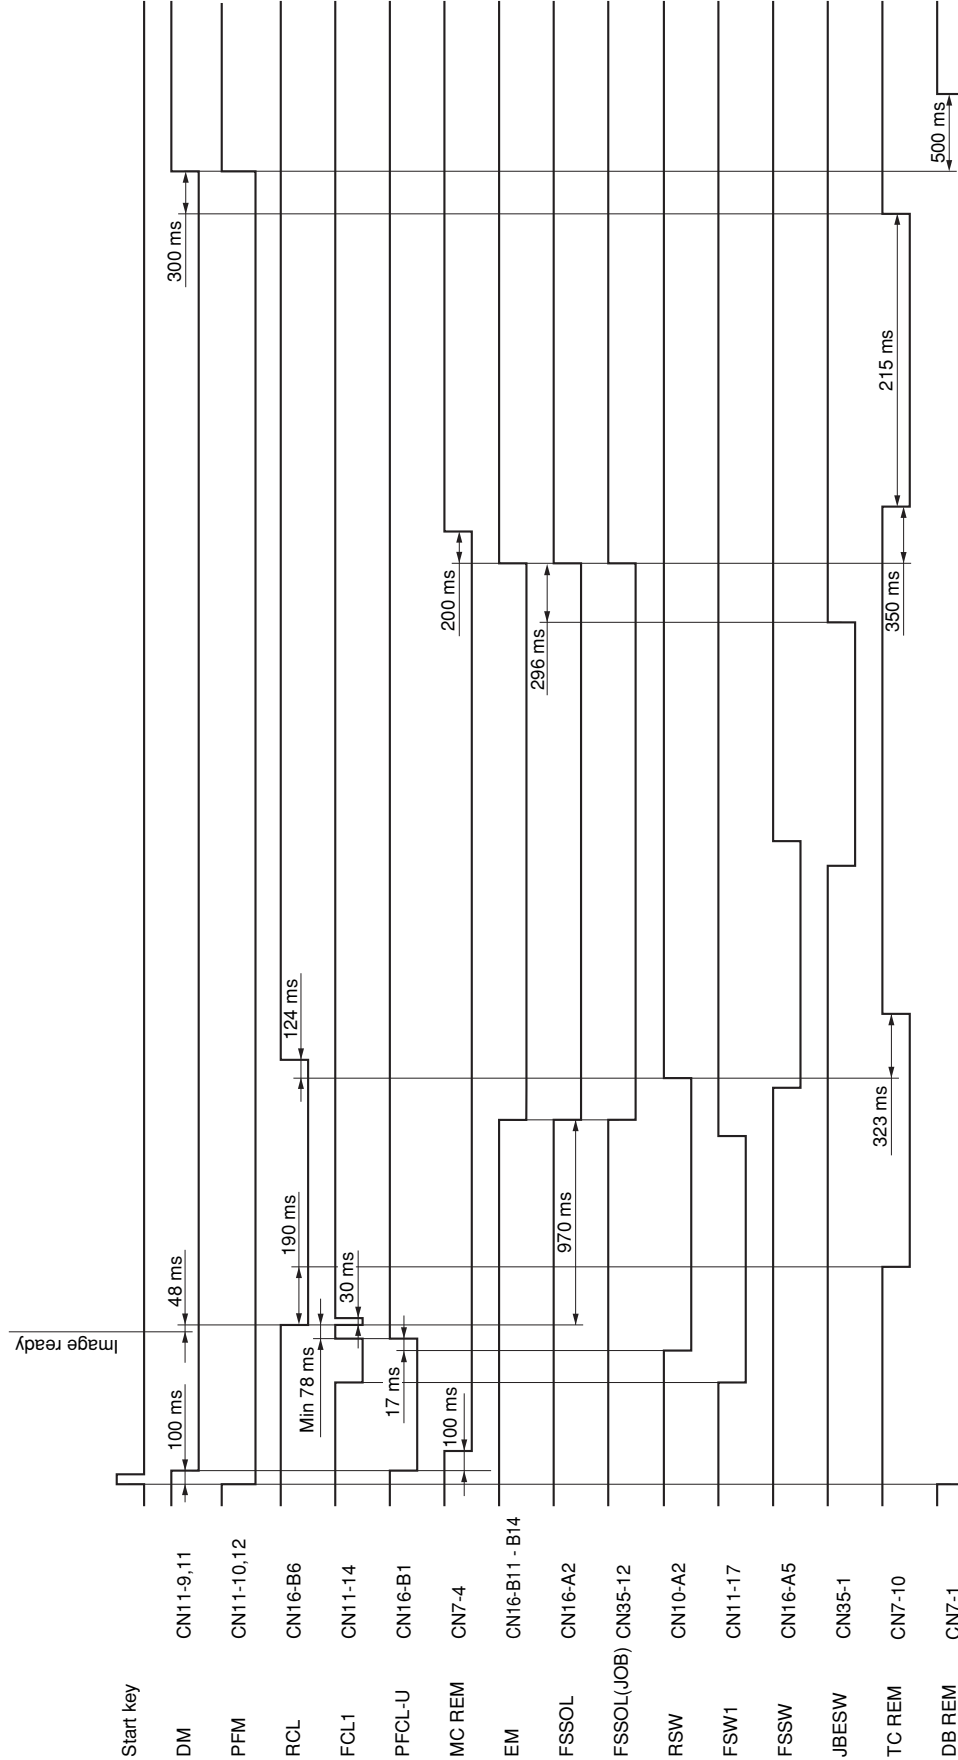 Start key
DM CN11-9,11
PFM CN11-10,12
RCL CN16-B6
FCL1 CN11-14
PFCL-U CN16-B1
MC REM CN7-4
EM CN16-B11 - B14
FSSOL CN16-A2
FSSOL(JOB) CN35-12
RSW CN10-A2
FSW1 CN11-17
FSSW CN16-A5
JBESW CN35-1
TC REM CN7-10
DB REM CN7-1
Image ready
100 ms
48 ms
300 ms
190 ms
124 ms
Min 78 ms
30 ms
17 ms
100 ms
200 ms
970 ms
296 ms
323 ms
350 ms
215 ms
500 ms